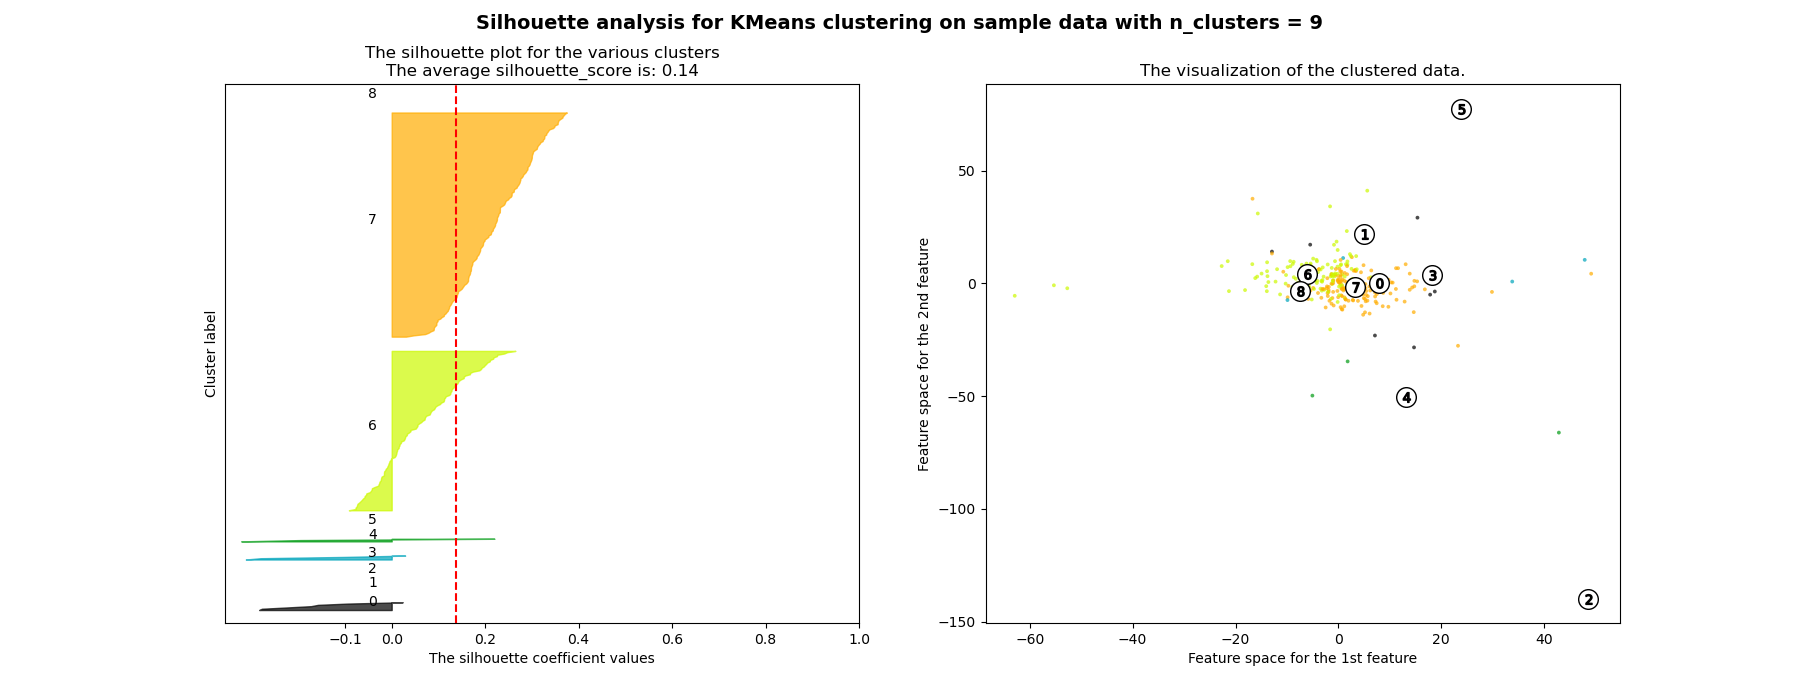 Silhouette analysis for KMeans clustering on sample data with n_clusters = 9
The silhouette plot for the various clusters
The average silhouette_score is: 0.14
Cluster label
8
7
6
5
4
3
2
1
0
−0.1 0.0 0.2 0.4 0.6 0.8 1.0
The silhouette coefficient values
The visualization of the clustered data.
Feature space for the 2nd feature
50
0
−50
−100
−150
5
1
6
3
0
7
8
4
2
−60 −40 −20 0 20 40
Feature space for the 1st feature